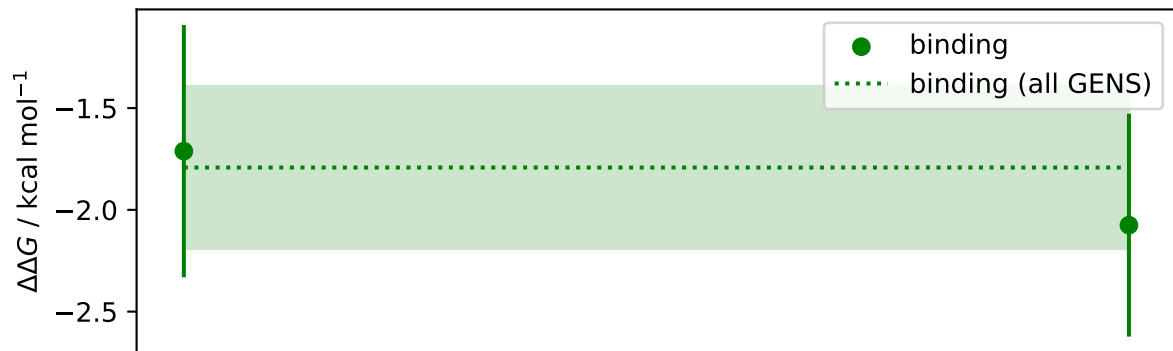 binding
binding (all GENS)
ΔΔG / kcal mol⁻¹
−1.5
−2.0
−2.5